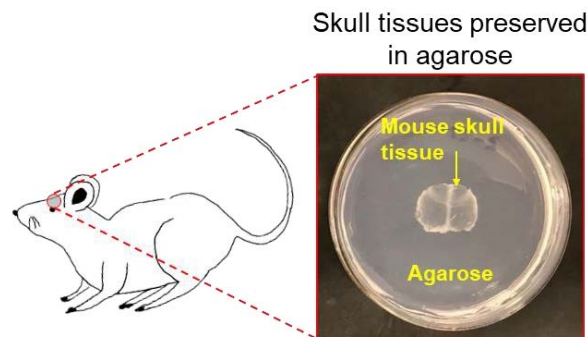 Skull tissues preserved
in agarose
Mouse skull
tissue
Agarose